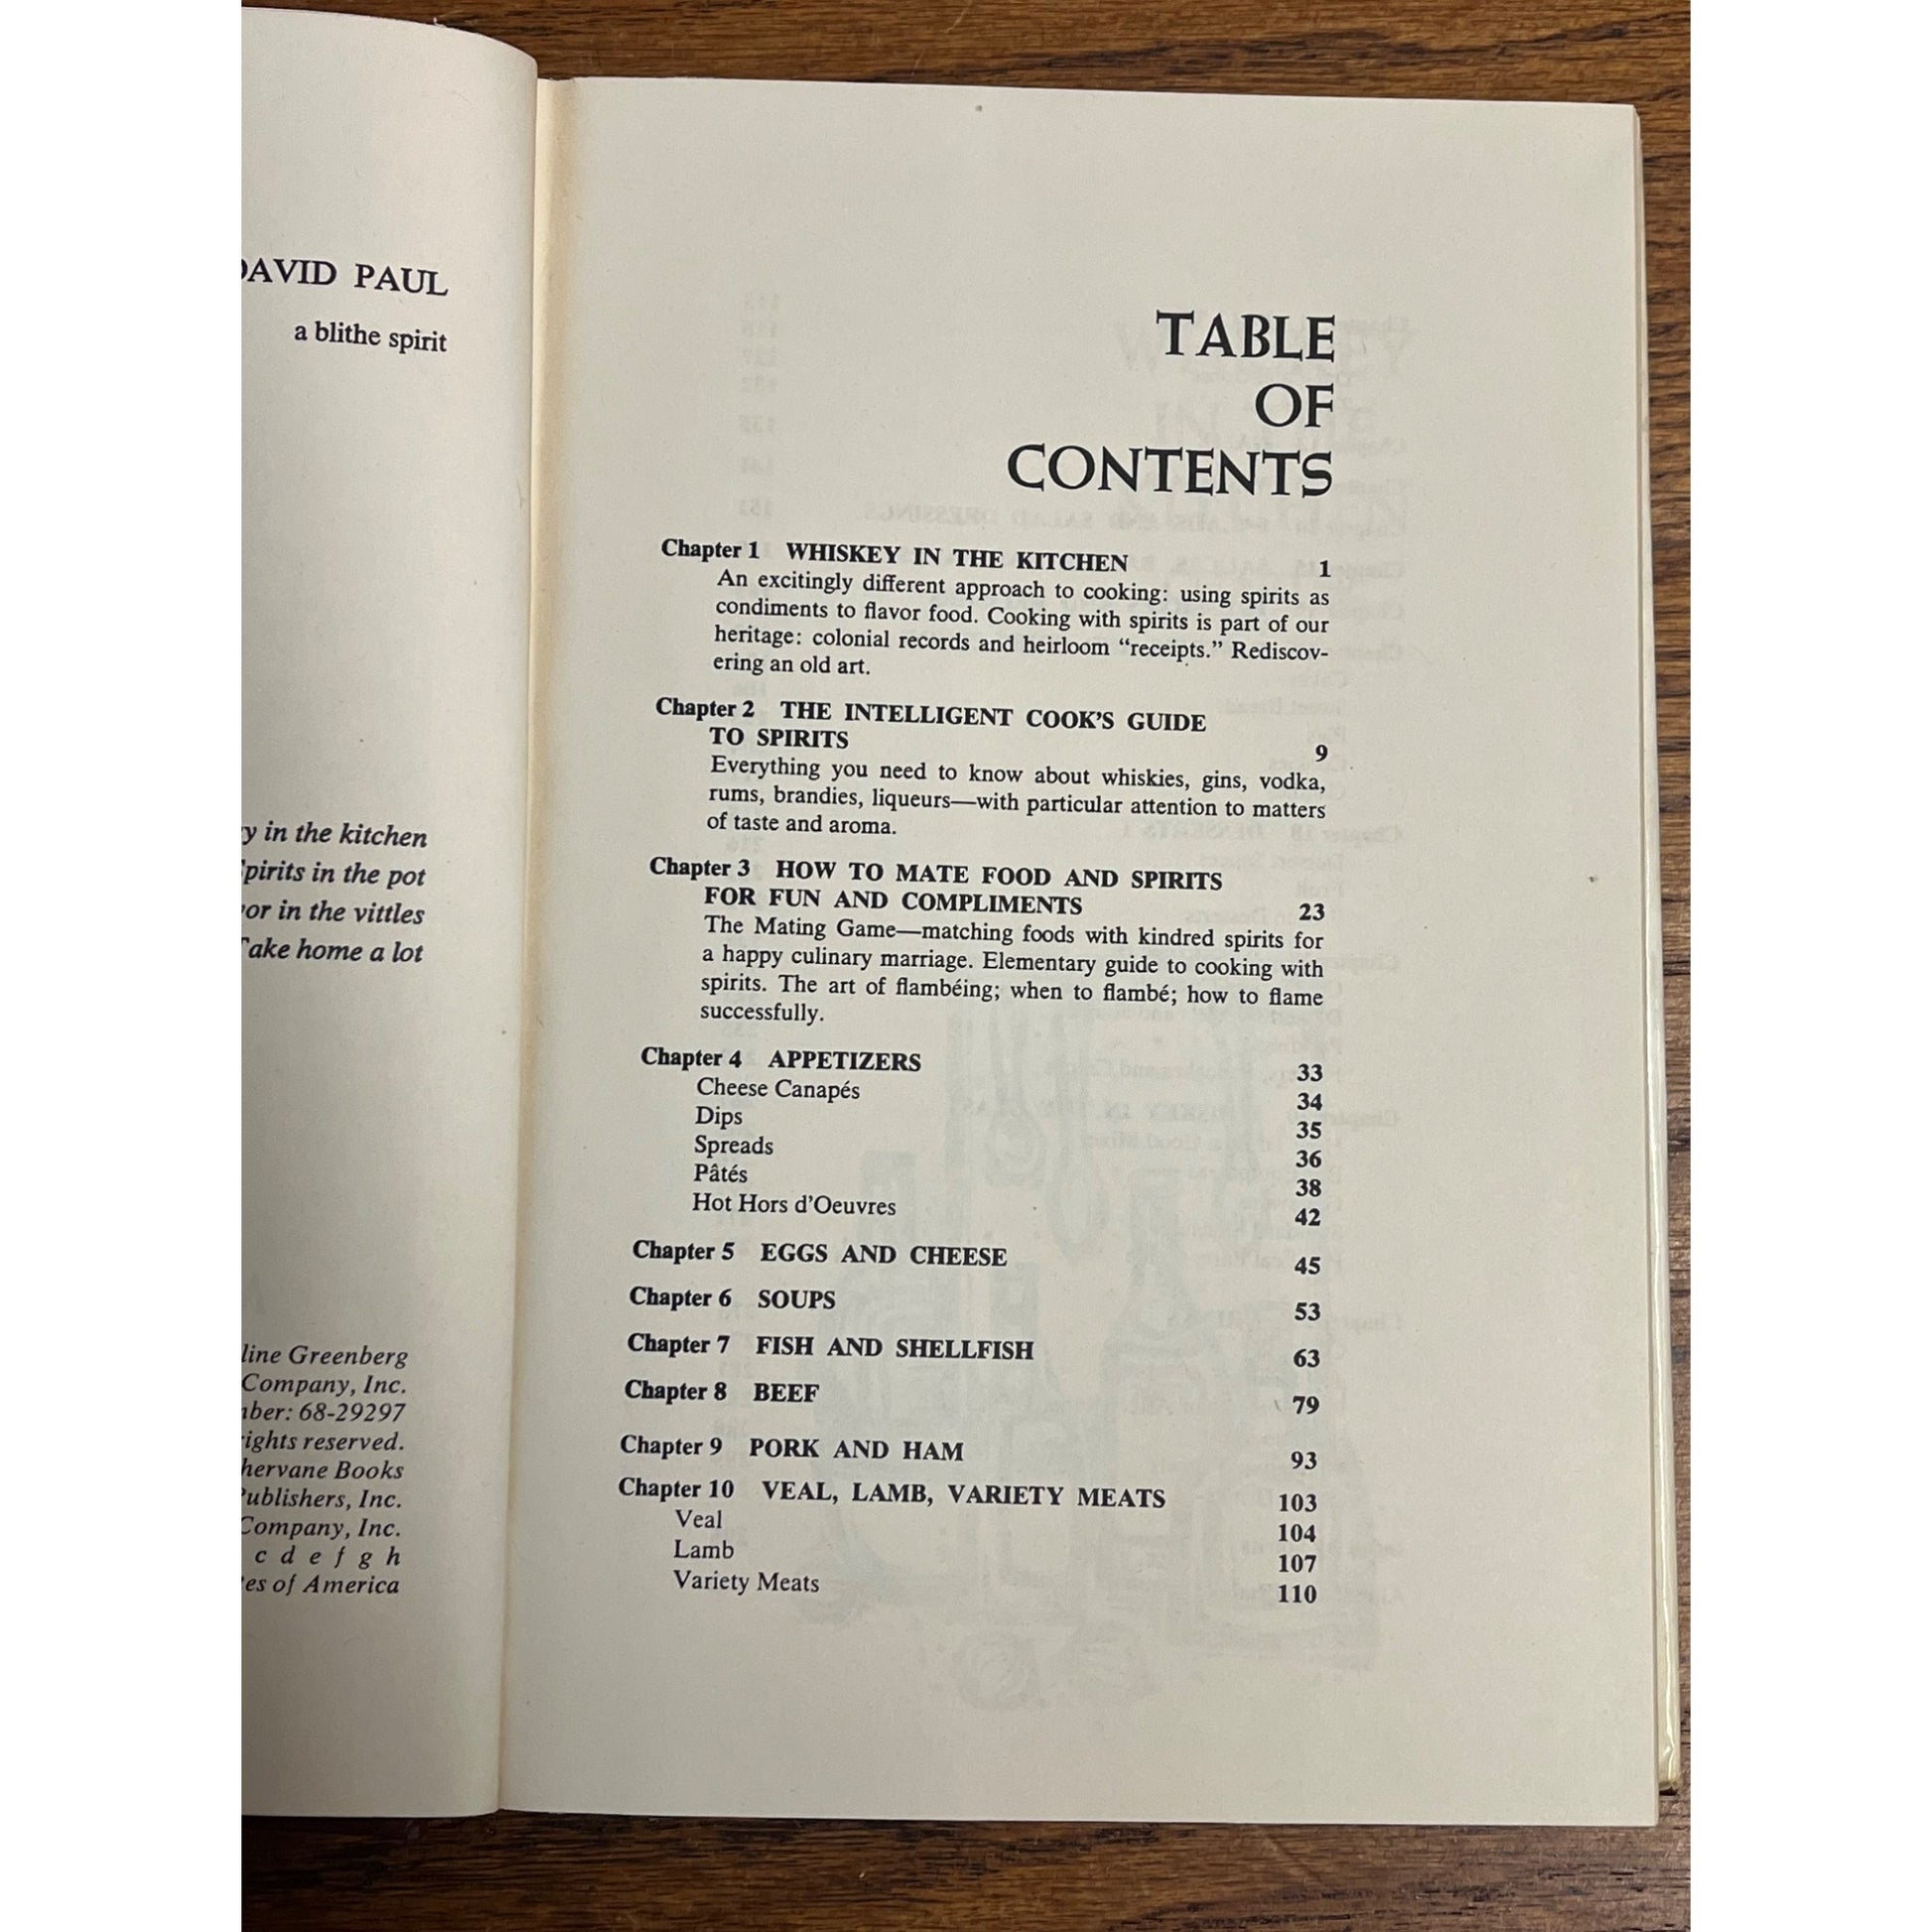 DAVID PAUL
a blithe spirit
in the kitchen
in the pot
in the vittles
home a lot
Greenberg
Company, Inc.
68-29297
reserved.
Books
Inc.
Company, Inc.
c d e f g h
of America
TABLE
OF
CONTENTS
Chapter 1 WHISKEY IN THE KITCHEN 1
An excitingly different approach to cooking: using spirits as
condiments to flavor food. Cooking with spirits is part of our
heritage: colonial records and heirloom “receipts.” Rediscov-
ering an old art.
Chapter 2 THE INTELLIGENT COOK'S GUIDE
TO SPIRITS 9
Everything you need to know about whiskies, gins, vodka,
rums, brandies, liqueurs—with particular attention to matters
of taste and aroma.
Chapter 3 HOW TO MATE FOOD AND SPIRITS
FOR FUN AND COMPLIMENTS 23
The Mating Game—matching foods with kindred spirits for
a happy culinary marriage. Elementary guide to cooking with
spirits. The art of flambéing; when to flambé; how to flame
successfully.
Chapter 4 APPETIZERS 33
Cheese Canapés 34
Dips 35
Spreads 36
Pâtés 38
Hot Hors d'Oeuvres 42
Chapter 5 EGGS AND CHEESE 45
Chapter 6 SOUPS 53
Chapter 7 FISH AND SHELLFISH 63
Chapter 8 BEEF 79
Chapter 9 PORK AND HAM 93
Chapter 10 VEAL, LAMB, VARIETY MEATS 103
Veal 104
Lamb 107
Variety Meats 110